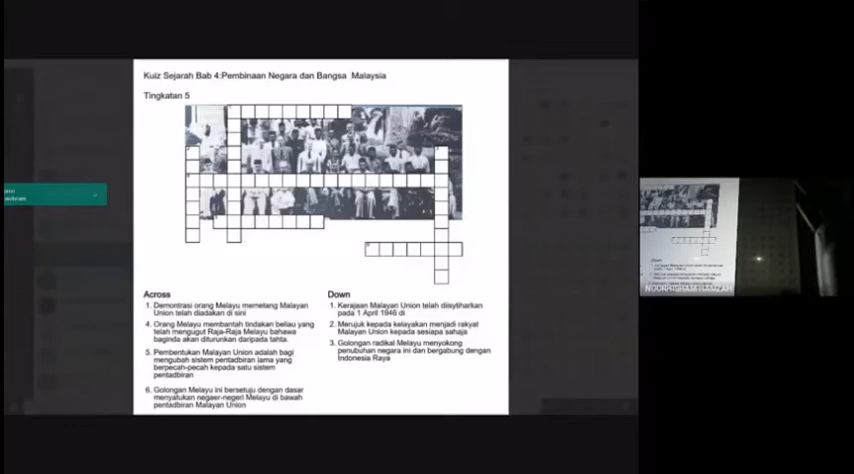 Kuiz Sejarah Bab 4:Pembinaan Negara dan Bangsa Malaysia
Tingkatan 5
Across
1. Demontrasi orang Melayu memetang Malayan
Union telah diadakan di sini
4. Orang Melayu membantah tindakan beliau yang
telah mengugut Raja-Raja Melayu bahawa
baginda akan diturunkan daripada tahta.
5. Pembentukan Malayan Union adalah bagi
mengubah sistem pentadbiran lama yang
berpecah-pecah kepada satu sistem
pentadbiran
6. Golongan Melayu ini bersetuju dengan dasar
menyatukan negaer-negeri Melayu di bawah
pentadbiran Malayan Union
Down
1. Kerajaan Malayan Union telah diisytiharkan
pada 1 April 1946 di
2. Merujuk kepada kelayakan menjadi rakyat
Malayan Union kepada sesiapa sahaja
3. Golongan radikal Melayu menyokong
penubuhan negara ini dan bergabung dengan
Indonesia Raya
Down